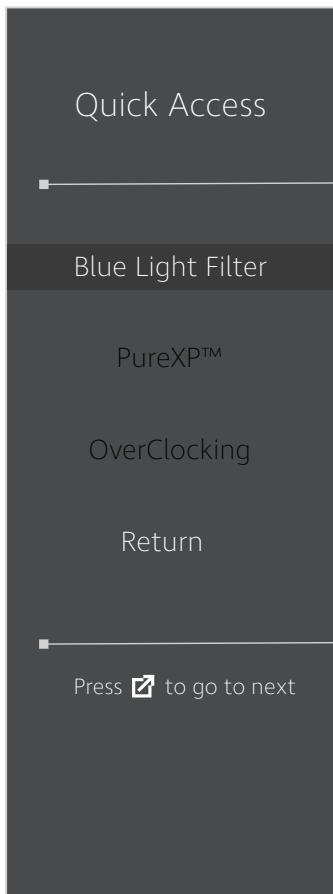 Quick Access
Blue Light Filter
PureXP™
OverClocking
Return
Press to go to next